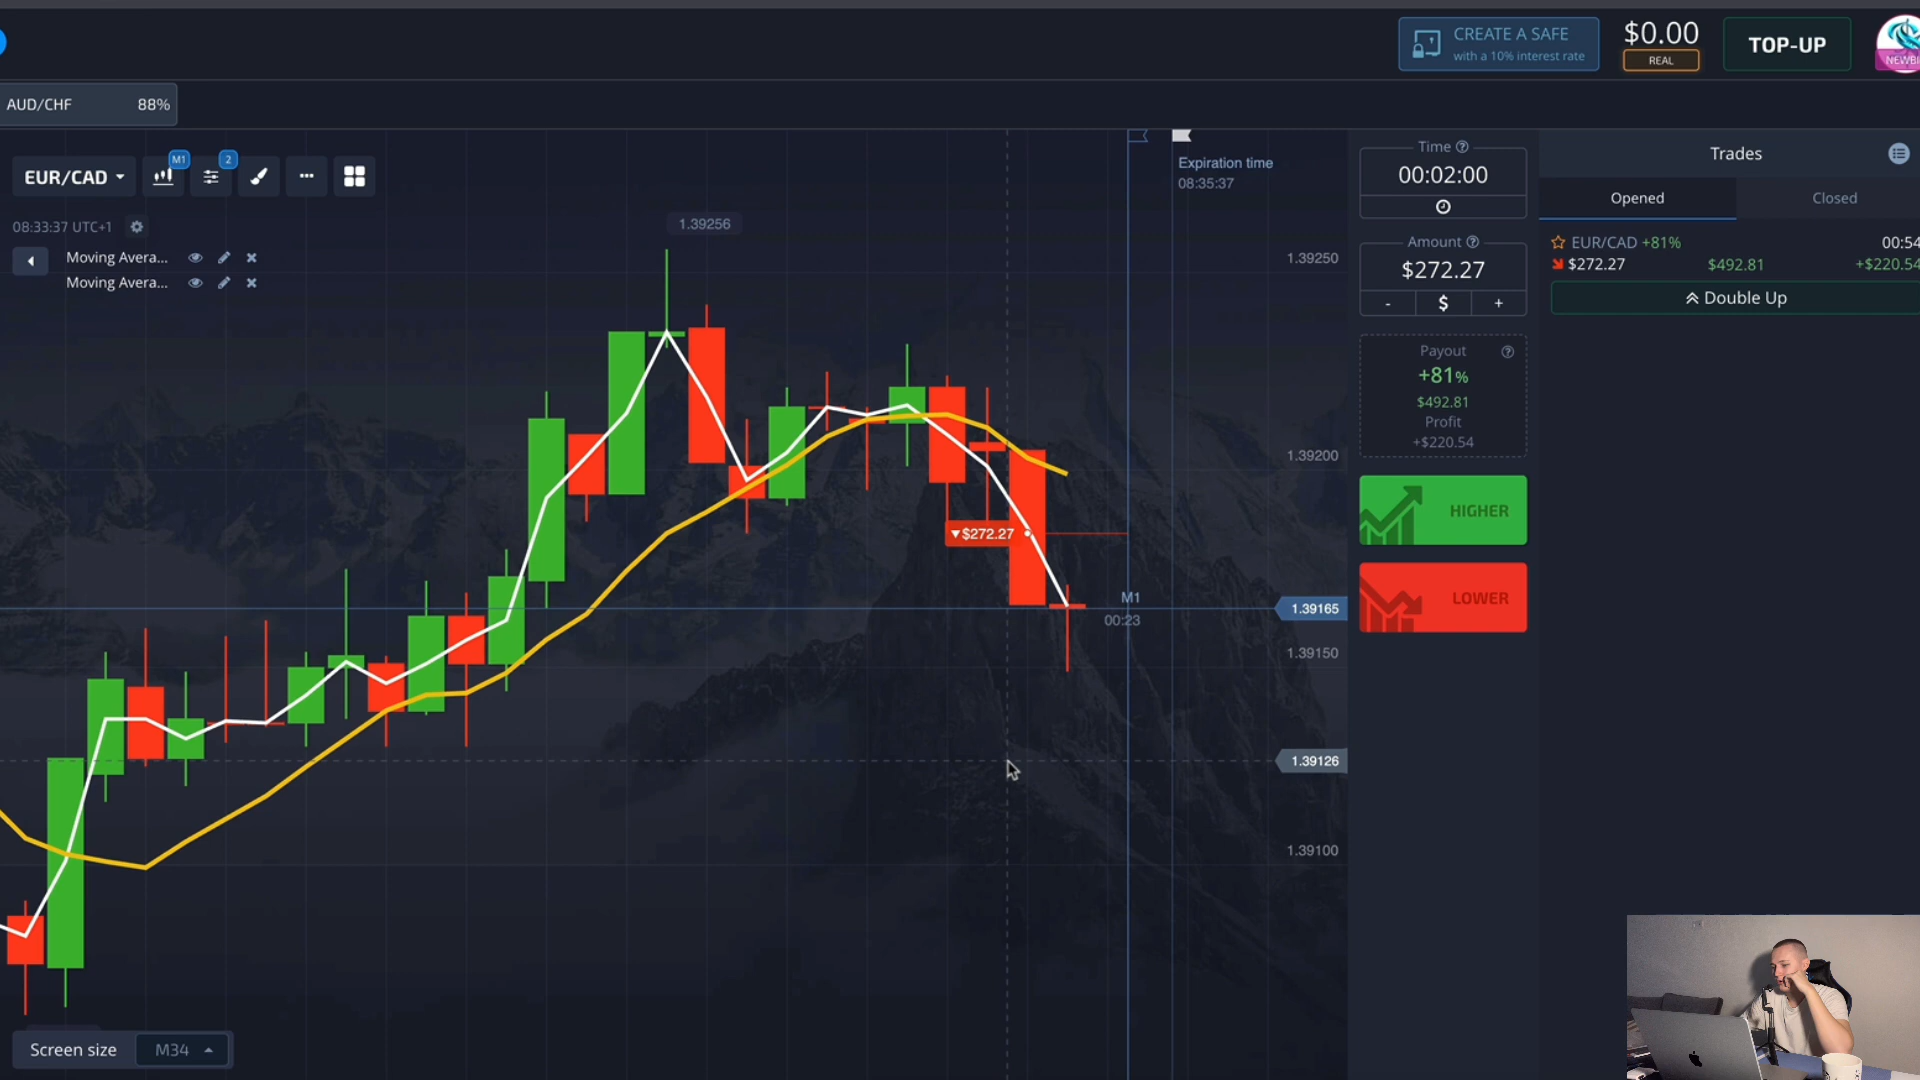 CREATE A SAFE
with a 10% interest rate
$0.00
REAL
TOP-UP
AUD/CHF 88%
EUR/CAD
M1
2
08:33:37 UTC+1
Moving Avera...
Moving Avera...
1.39256
Expiration time
08:35:37
1.39250
1.39200
$272.27
M1
00:23
1.39165
1.39150
1.39126
1.39100
Time
00:02:00
Amount
$272.27
- $ +
Payout
+81%
$492.81
Profit
+$220.54
HIGHER
LOWER
Trades
Opened Closed
EUR/CAD +81% 00:54
$272.27 $492.81 +$220.54
Double Up
Screen size M34